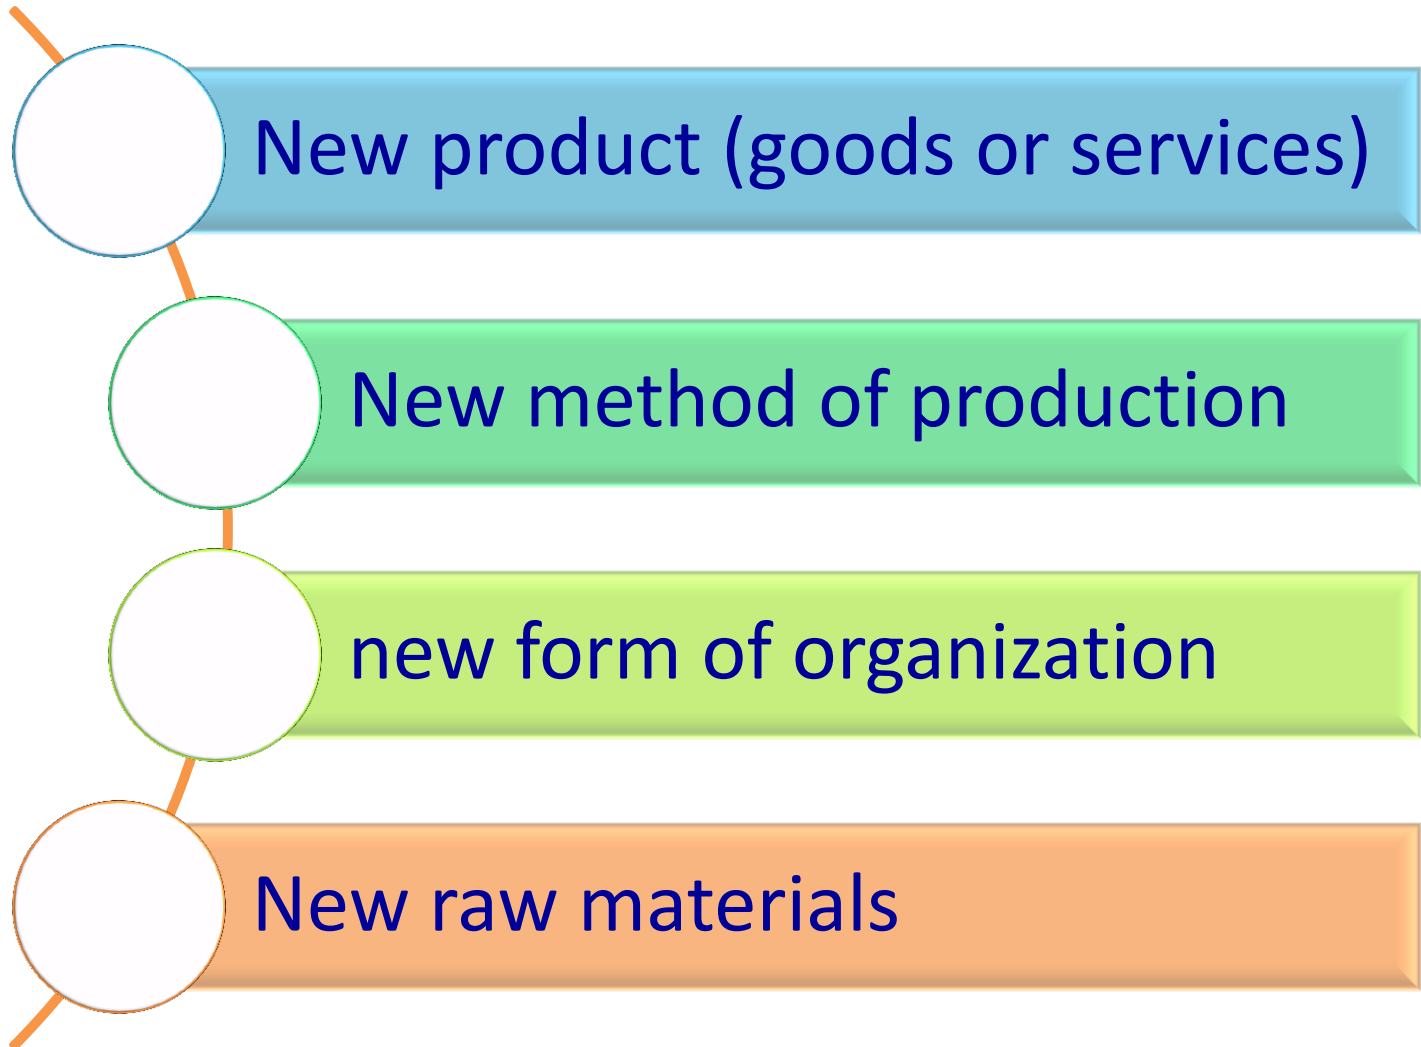 New product (goods or services)
New method of production
new form of organization
New raw materials